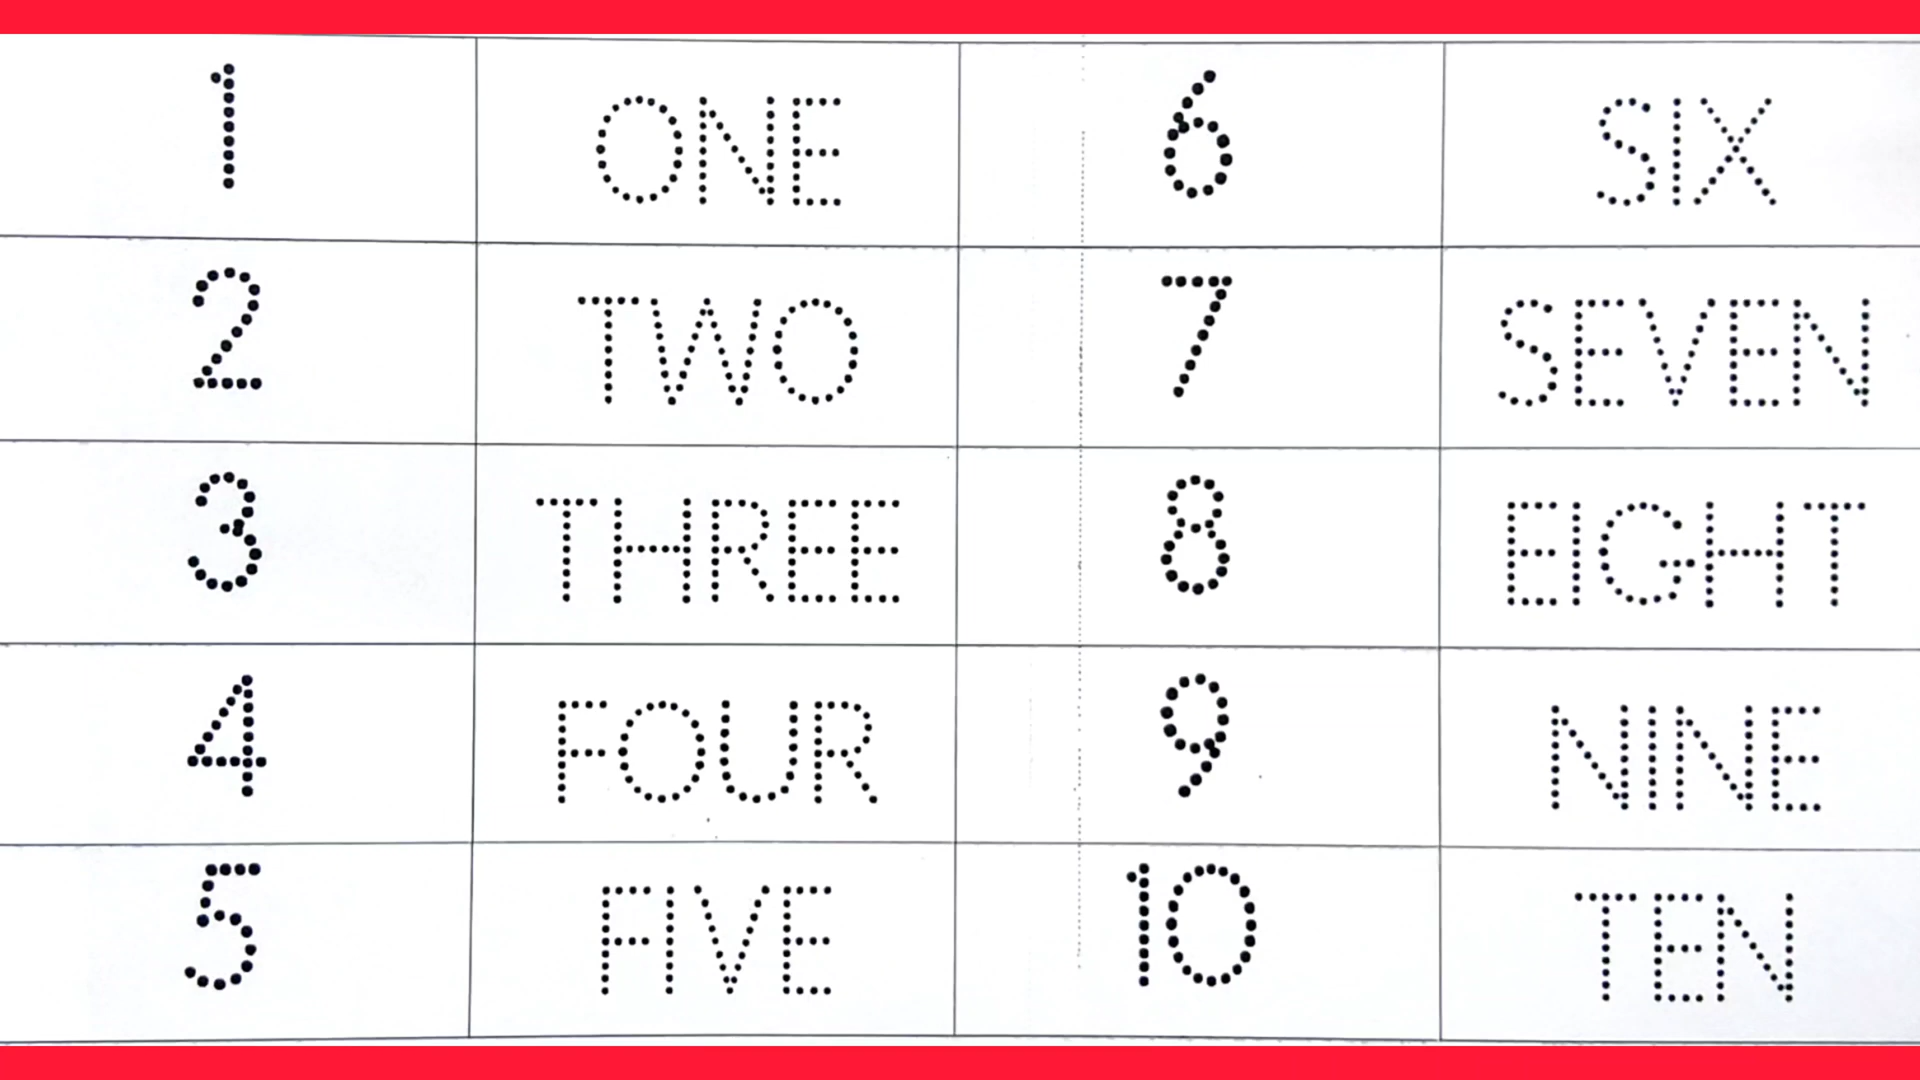 1 ONE 6 SIX
2 TWO 7 SEVEN
3 THREE 8 EIGHT
4 FOUR 9 NINE
5 FIVE 10 TEN